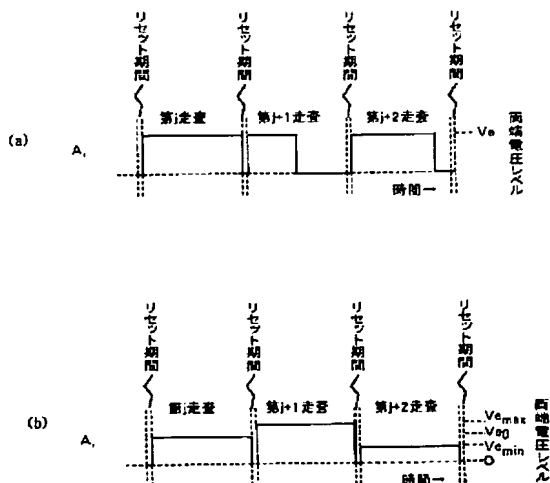 リセット期間
リセット期間
リセット期間
リセット期間
第j走査
第j+1走査
第j+2走査
(a)
A,
Ve
両端電圧レベル
時間→
リセット期間
リセット期間
リセット期間
リセット期間
第j走査
第j+1走査
第j+2走査
(b)
A,
Ve max
Ve0
Ve min
0
両端電圧レベル
時間→